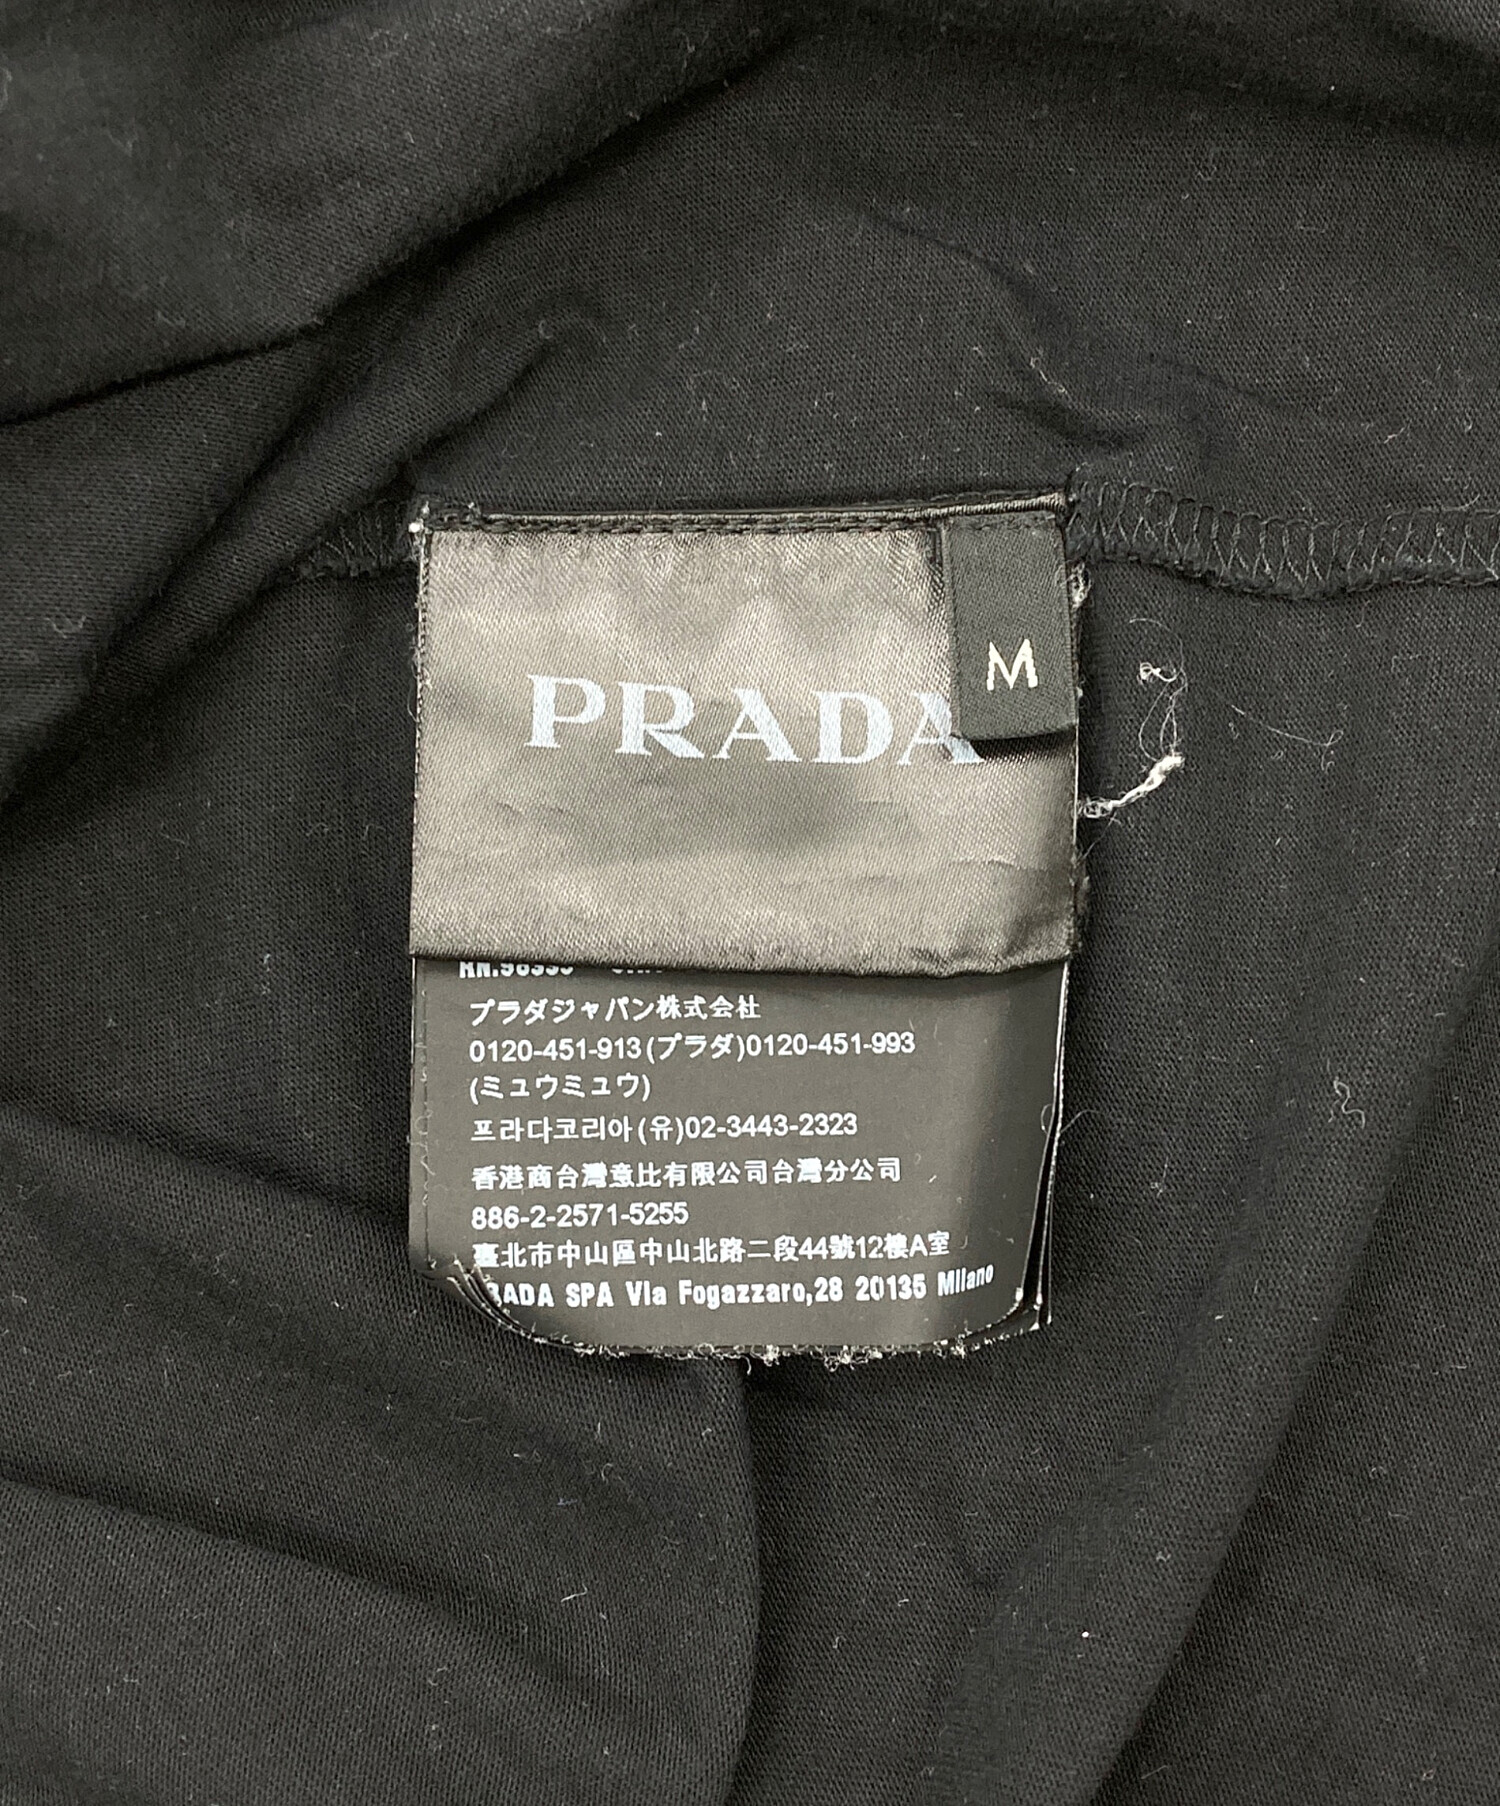 M
PRADA
プラダジャパン株式会社
0120-451-913(プラダ)0120-451-993
(ミュウミュウ)
프라다코리아(유)02-3443-2323
香港商台灣意比有限公司台灣分公司
886-2-2571-5255
臺北市中山區中山北路二段44號12樓A室
SPA Via Fogazzaro,28 20135 Milano